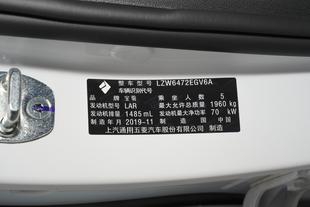 整车型号 LZW6472EGV6A
车辆识别代号
品牌 宝骏 乘坐人数 5
发动机型号 LAR 最大允许总质量 1960 kg
发动机排量 1485 mL 发动机最大净功率 70 kW
制造年月 2019-11 制造国 中国
上汽通用五菱汽车股份有限公司制造